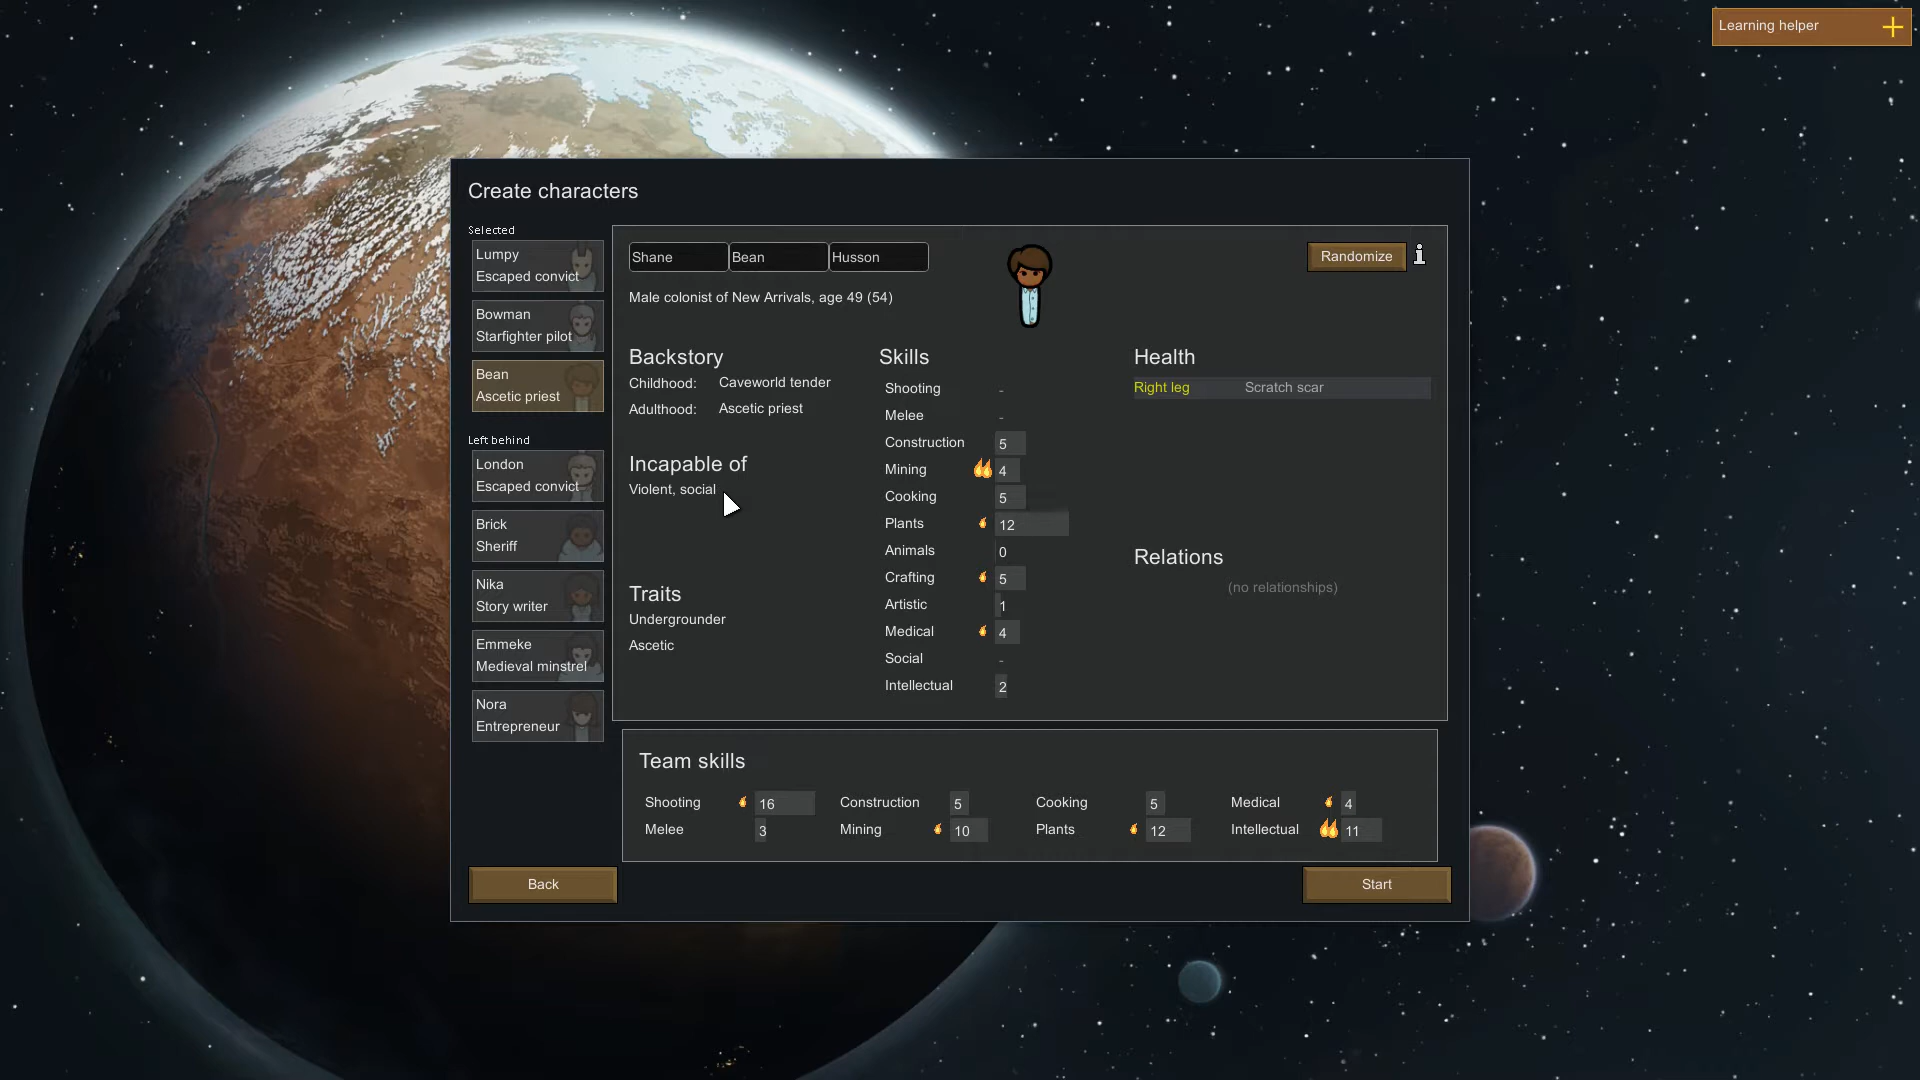 Learning helper
Create characters
Selected
Lumpy
Escaped convict
Bowman
Starfighter pilot
Bean
Ascetic priest
Left behind
London
Escaped convict
Brick
Sheriff
Nika
Story writer
Emmeke
Medieval minstrel
Nora
Entrepreneur
Shane Bean Husson
Randomize
Male colonist of New Arrivals, age 49 (54)
Backstory
Childhood: Caveworld tender
Adulthood: Ascetic priest
Incapable of
Violent, social
Traits
Undergrounder
Ascetic
Skills
Shooting -
Melee -
Construction 5
Mining 4
Cooking 5
Plants 12
Animals 0
Crafting 5
Artistic 1
Medical 4
Social -
Intellectual 2
Health
Right leg Scratch scar
Relations
(no relationships)
Team skills
Shooting 16 Construction 5 Cooking 5 Medical 4
Melee 3 Mining 10 Plants 12 Intellectual 11
Back
Start